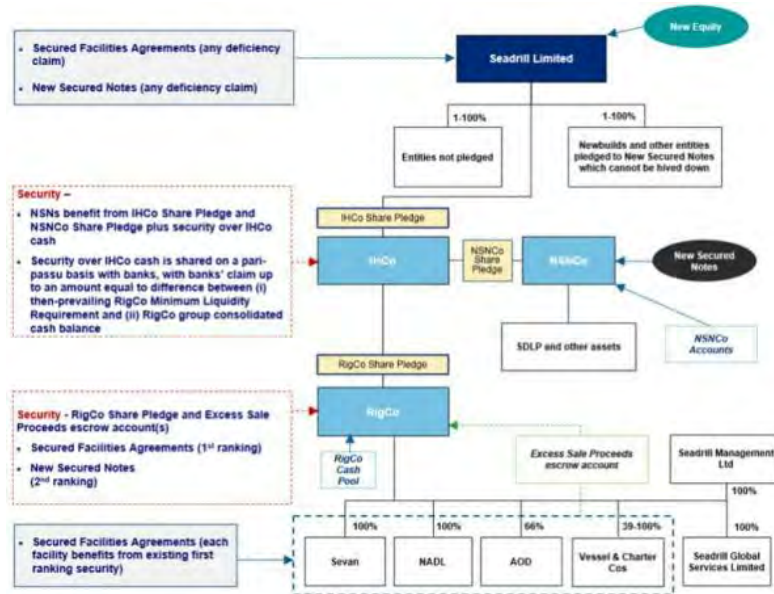 New Equity
• Secured Facilities Agreements (any deficiency
claim)
• New Secured Notes (any deficiency claim)
Seadrill Limited
1-100%
1-100%
Entities not pledged
Newbuilds and other entities
pledged to New Secured Notes
which cannot be hived down
Security –
• NSNs benefit from IHCo Share Pledge and
NSNCo Share Pledge plus security over IHCo
cash
• Security over IHCo cash is shared on a pari-
passu basis with banks, with banks' claim up
to an amount equal to difference between (i)
then-prevailing RigCo Minimum Liquidity
Requirement and (ii) RigCo group consolidated
cash balance
IHCo Share Pledge
IHCo
NSNCo
Share
Pledge
NSNCo
New Secured
Notes
SDLP and other assets
NSNCo
Accounts
RigCo Share Pledge
RigCo
Security - RigCo Share Pledge and Excess Sale
Proceeds escrow account(s)
• Secured Facilities Agreements (1st ranking)
• New Secured Notes
(2nd ranking)
RigCo
Cash
Pool
Excess Sale Proceeds
escrow account
Seadrill Management
Ltd
100%
• Secured Facilities Agreements (each
facility benefits from existing first
ranking security)
100%
100%
66%
39-100%
100%
Sevan
NADL
AOD
Vessel & Charter
Cos
Seadrill Global
Services Limited